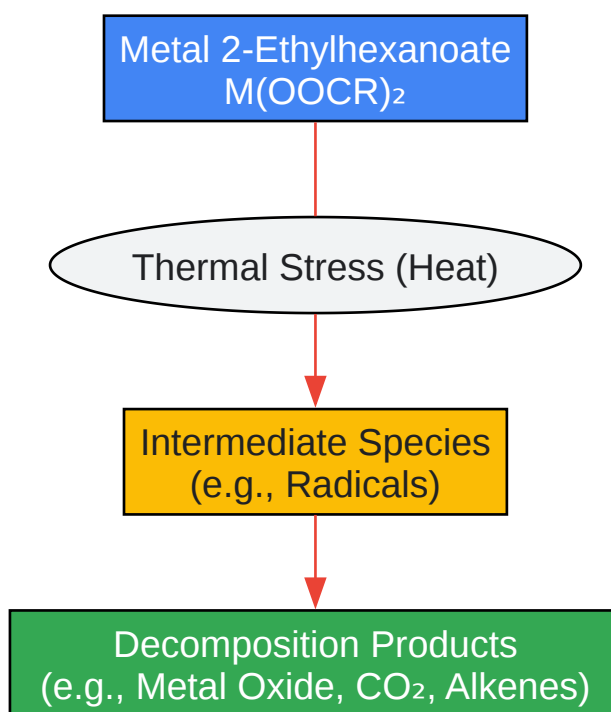 Metal 2-Ethylhexanoate
M(OOCR)₂
Thermal Stress (Heat)
Intermediate Species
(e.g., Radicals)
Decomposition Products
(e.g., Metal Oxide, CO₂, Alkenes)